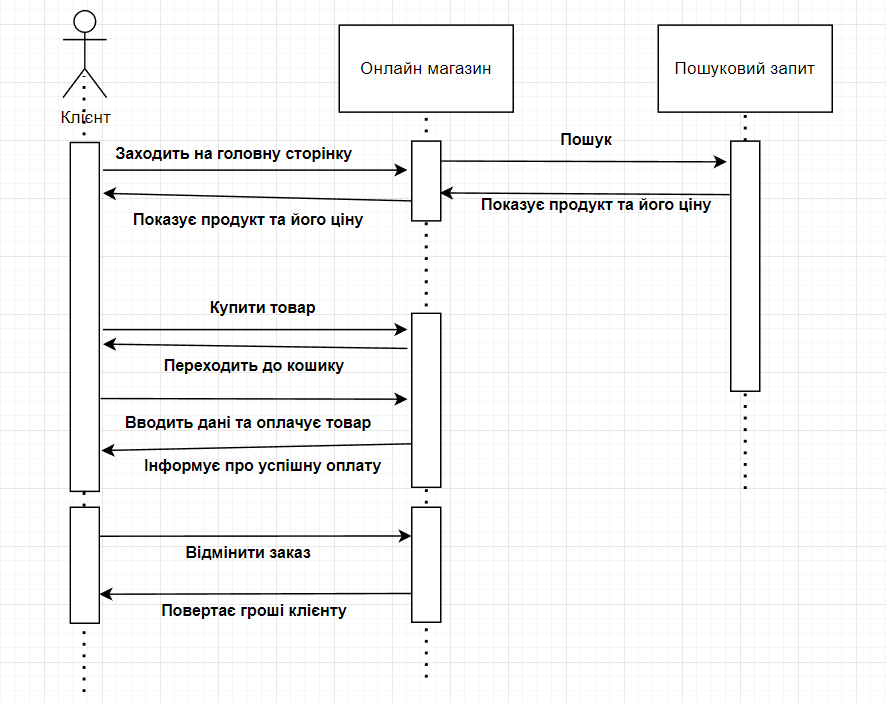 Клієнт
Онлайн магазин
Пошуковий запит
Заходить на головну сторінку
Пошук
Показує продукт та його ціну
Показує продукт та його ціну
Купити товар
Переходить до кошику
Вводить дані та оплачує товар
Інформує про успішну оплату
Відмінити заказ
Повертає гроші клієнту